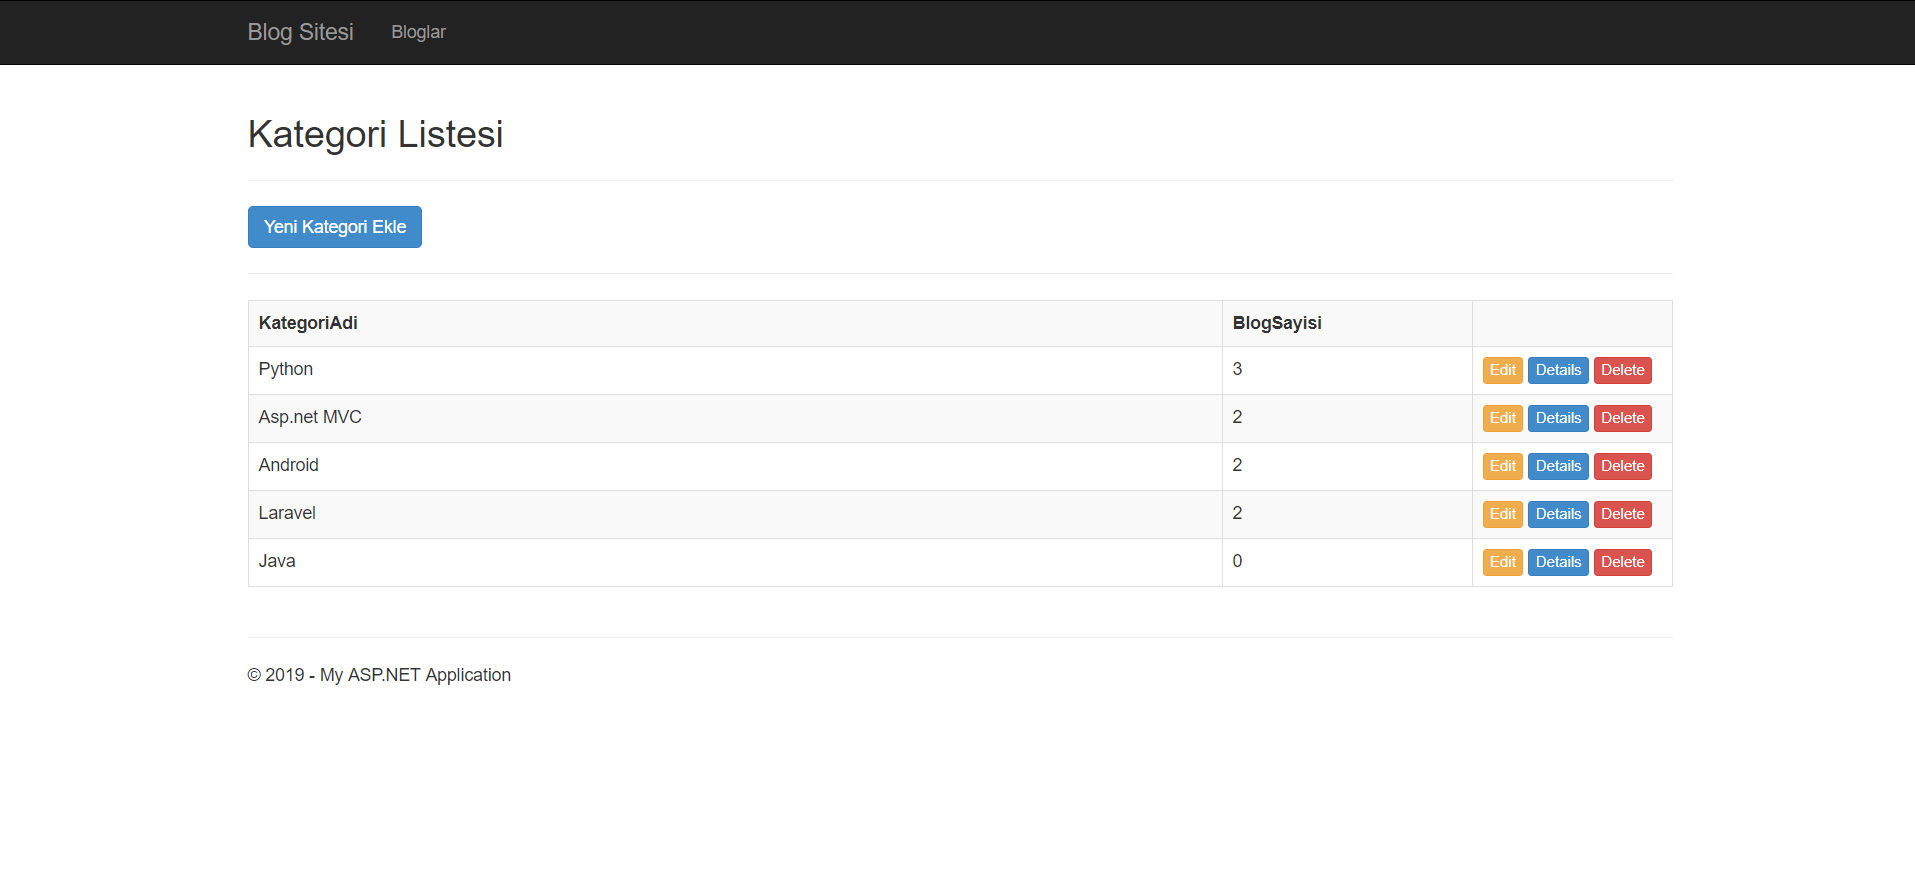 Blog Sitesi Bloglar
Kategori Listesi
Yeni Kategori Ekle
KategoriAdi BlogSayisi
Python 3 Edit Details Delete
Asp.net MVC 2 Edit Details Delete
Android 2 Edit Details Delete
Laravel 2 Edit Details Delete
Java 0 Edit Details Delete
© 2019 - My ASP.NET Application